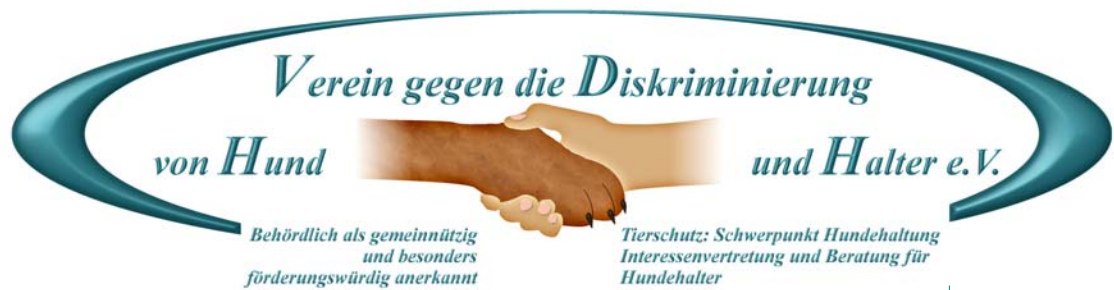 Verein gegen die Diskriminierung
von Hund und Halter e.V.
Behördlich als gemeinnützig
und besonders
förderungswürdig anerkannt
Tierschutz: Schwerpunkt Hundehaltung
Interessenvertretung und Beratung für
Hundehalter